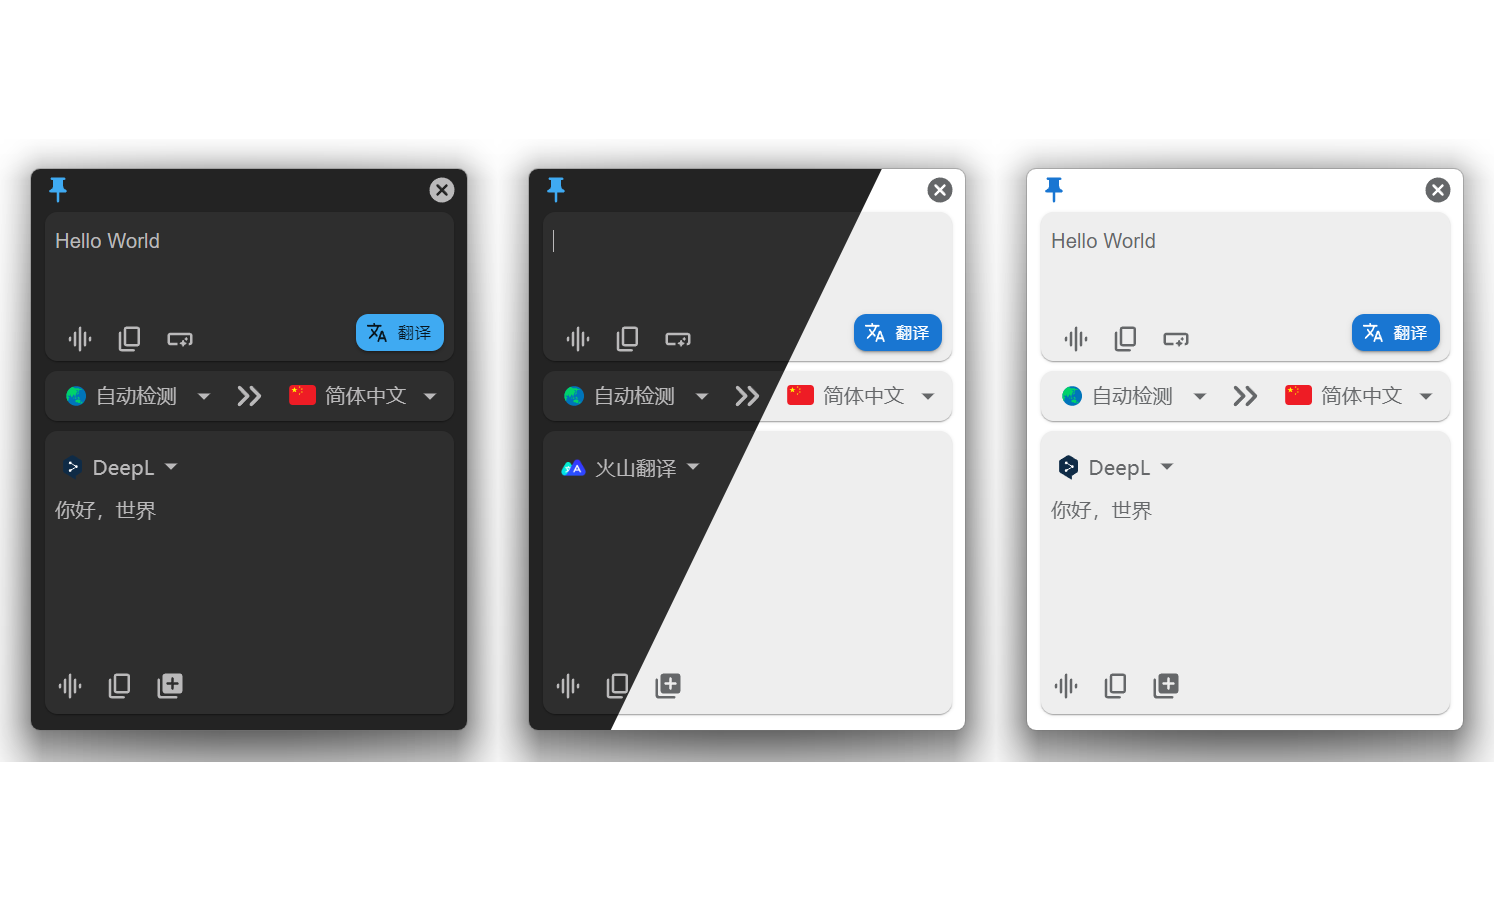 Hello World
翻译
自动检测
简体中文
DeepL
你好，世界
翻译
自动检测
简体中文
火山翻译
Hello World
翻译
自动检测
简体中文
DeepL
你好，世界